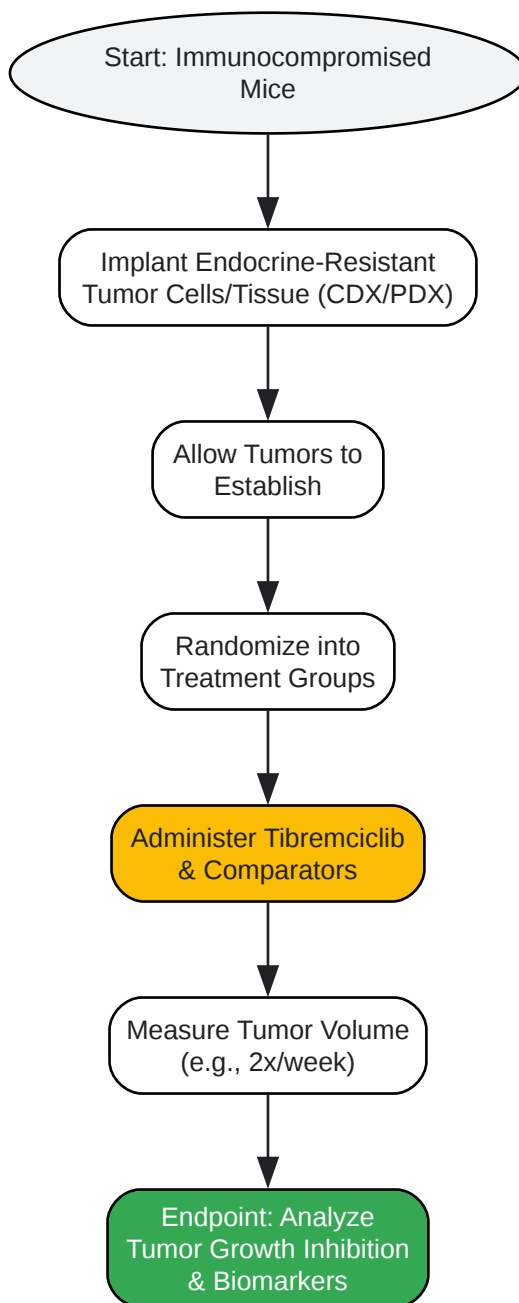 Start: Immunocompromised
Mice
Implant Endocrine-Resistant
Tumor Cells/Tissue (CDX/PDX)
Allow Tumors to
Establish
Randomize into
Treatment Groups
Administer Tibremciclib
& Comparators
Measure Tumor Volume
(e.g., 2x/week)
Endpoint: Analyze
Tumor Growth Inhibition
& Biomarkers